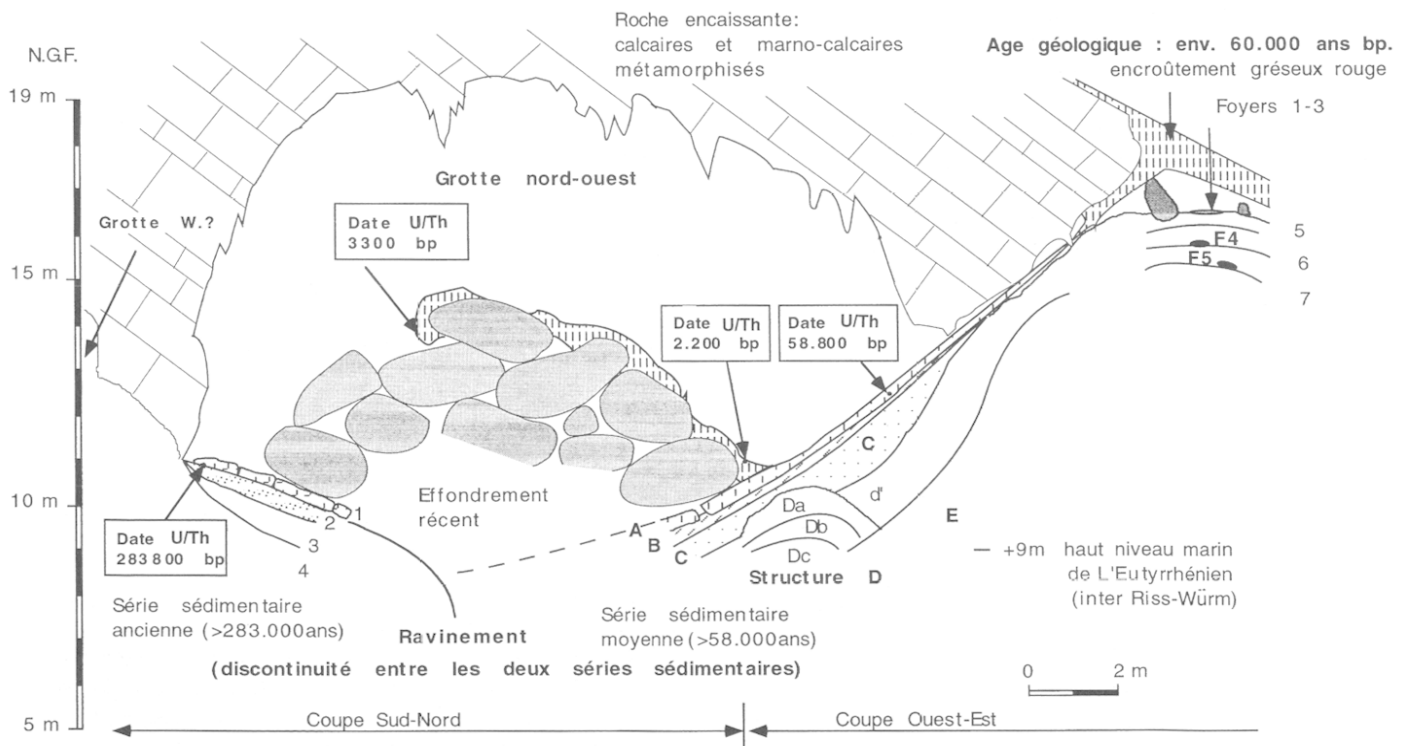 Roche encaissante:
calcaires et marno-calcaires
métamorphisés
Age géologique : env. 60.000 ans bp.
encroûtement gréseux rouge
Foyers 1-3
N.G.F.
19 m
15 m
10 m
5 m
Grotte nord-ouest
Grotte W.?
Date U/Th
3300 bp
Date U/Th
2.200 bp
Date U/Th
58.800 bp
Date U/Th
283800 bp
5
F4
6
F5
7
C
d'
E
Da
Db
Dc
Structure D
A
B
C
1
2
3
4
Effondrement
récent
+9m haut niveau marin
de L'Eutyrrhénien
(inter Riss-Würm)
Série sédimentaire
ancienne (>283.000ans)
Série sédimentaire
moyenne (>58.000ans)
Ravinement
(discontinuité entre les deux séries sédimentaires)
0 2 m
Coupe Sud-Nord
Coupe Ouest-Est